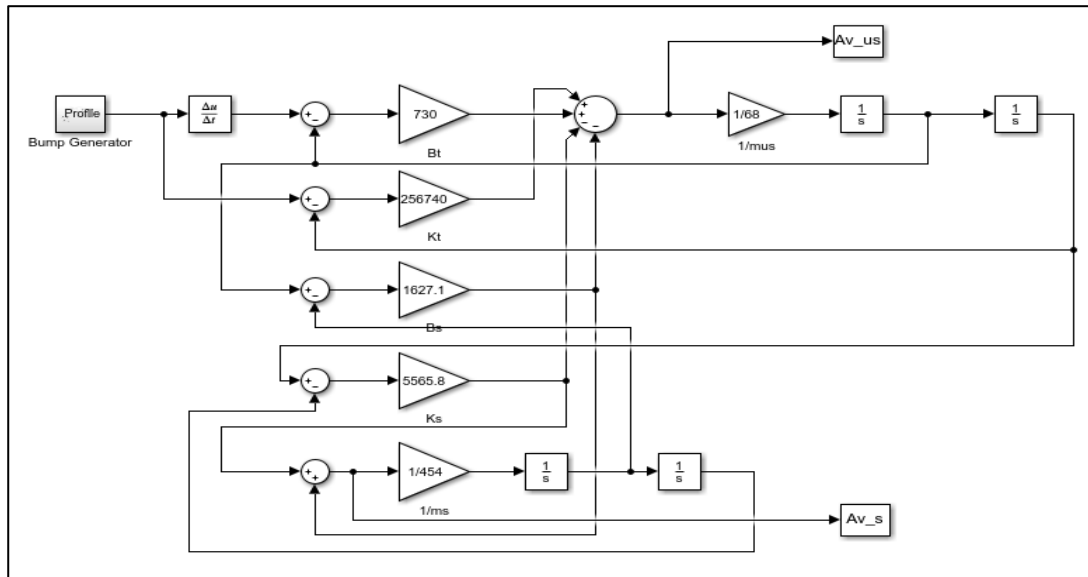 Av_us
Profile
Bump Generator
Δu
Δt
+
−
730
Bt
+
+
−
−
1/68
1/mus
1
s
1
s
+
−
256740
Kt
+
−
1627.1
Bs
+
−
5565.8
Ks
+
+
1/454
1/ms
1
s
1
s
Av_s